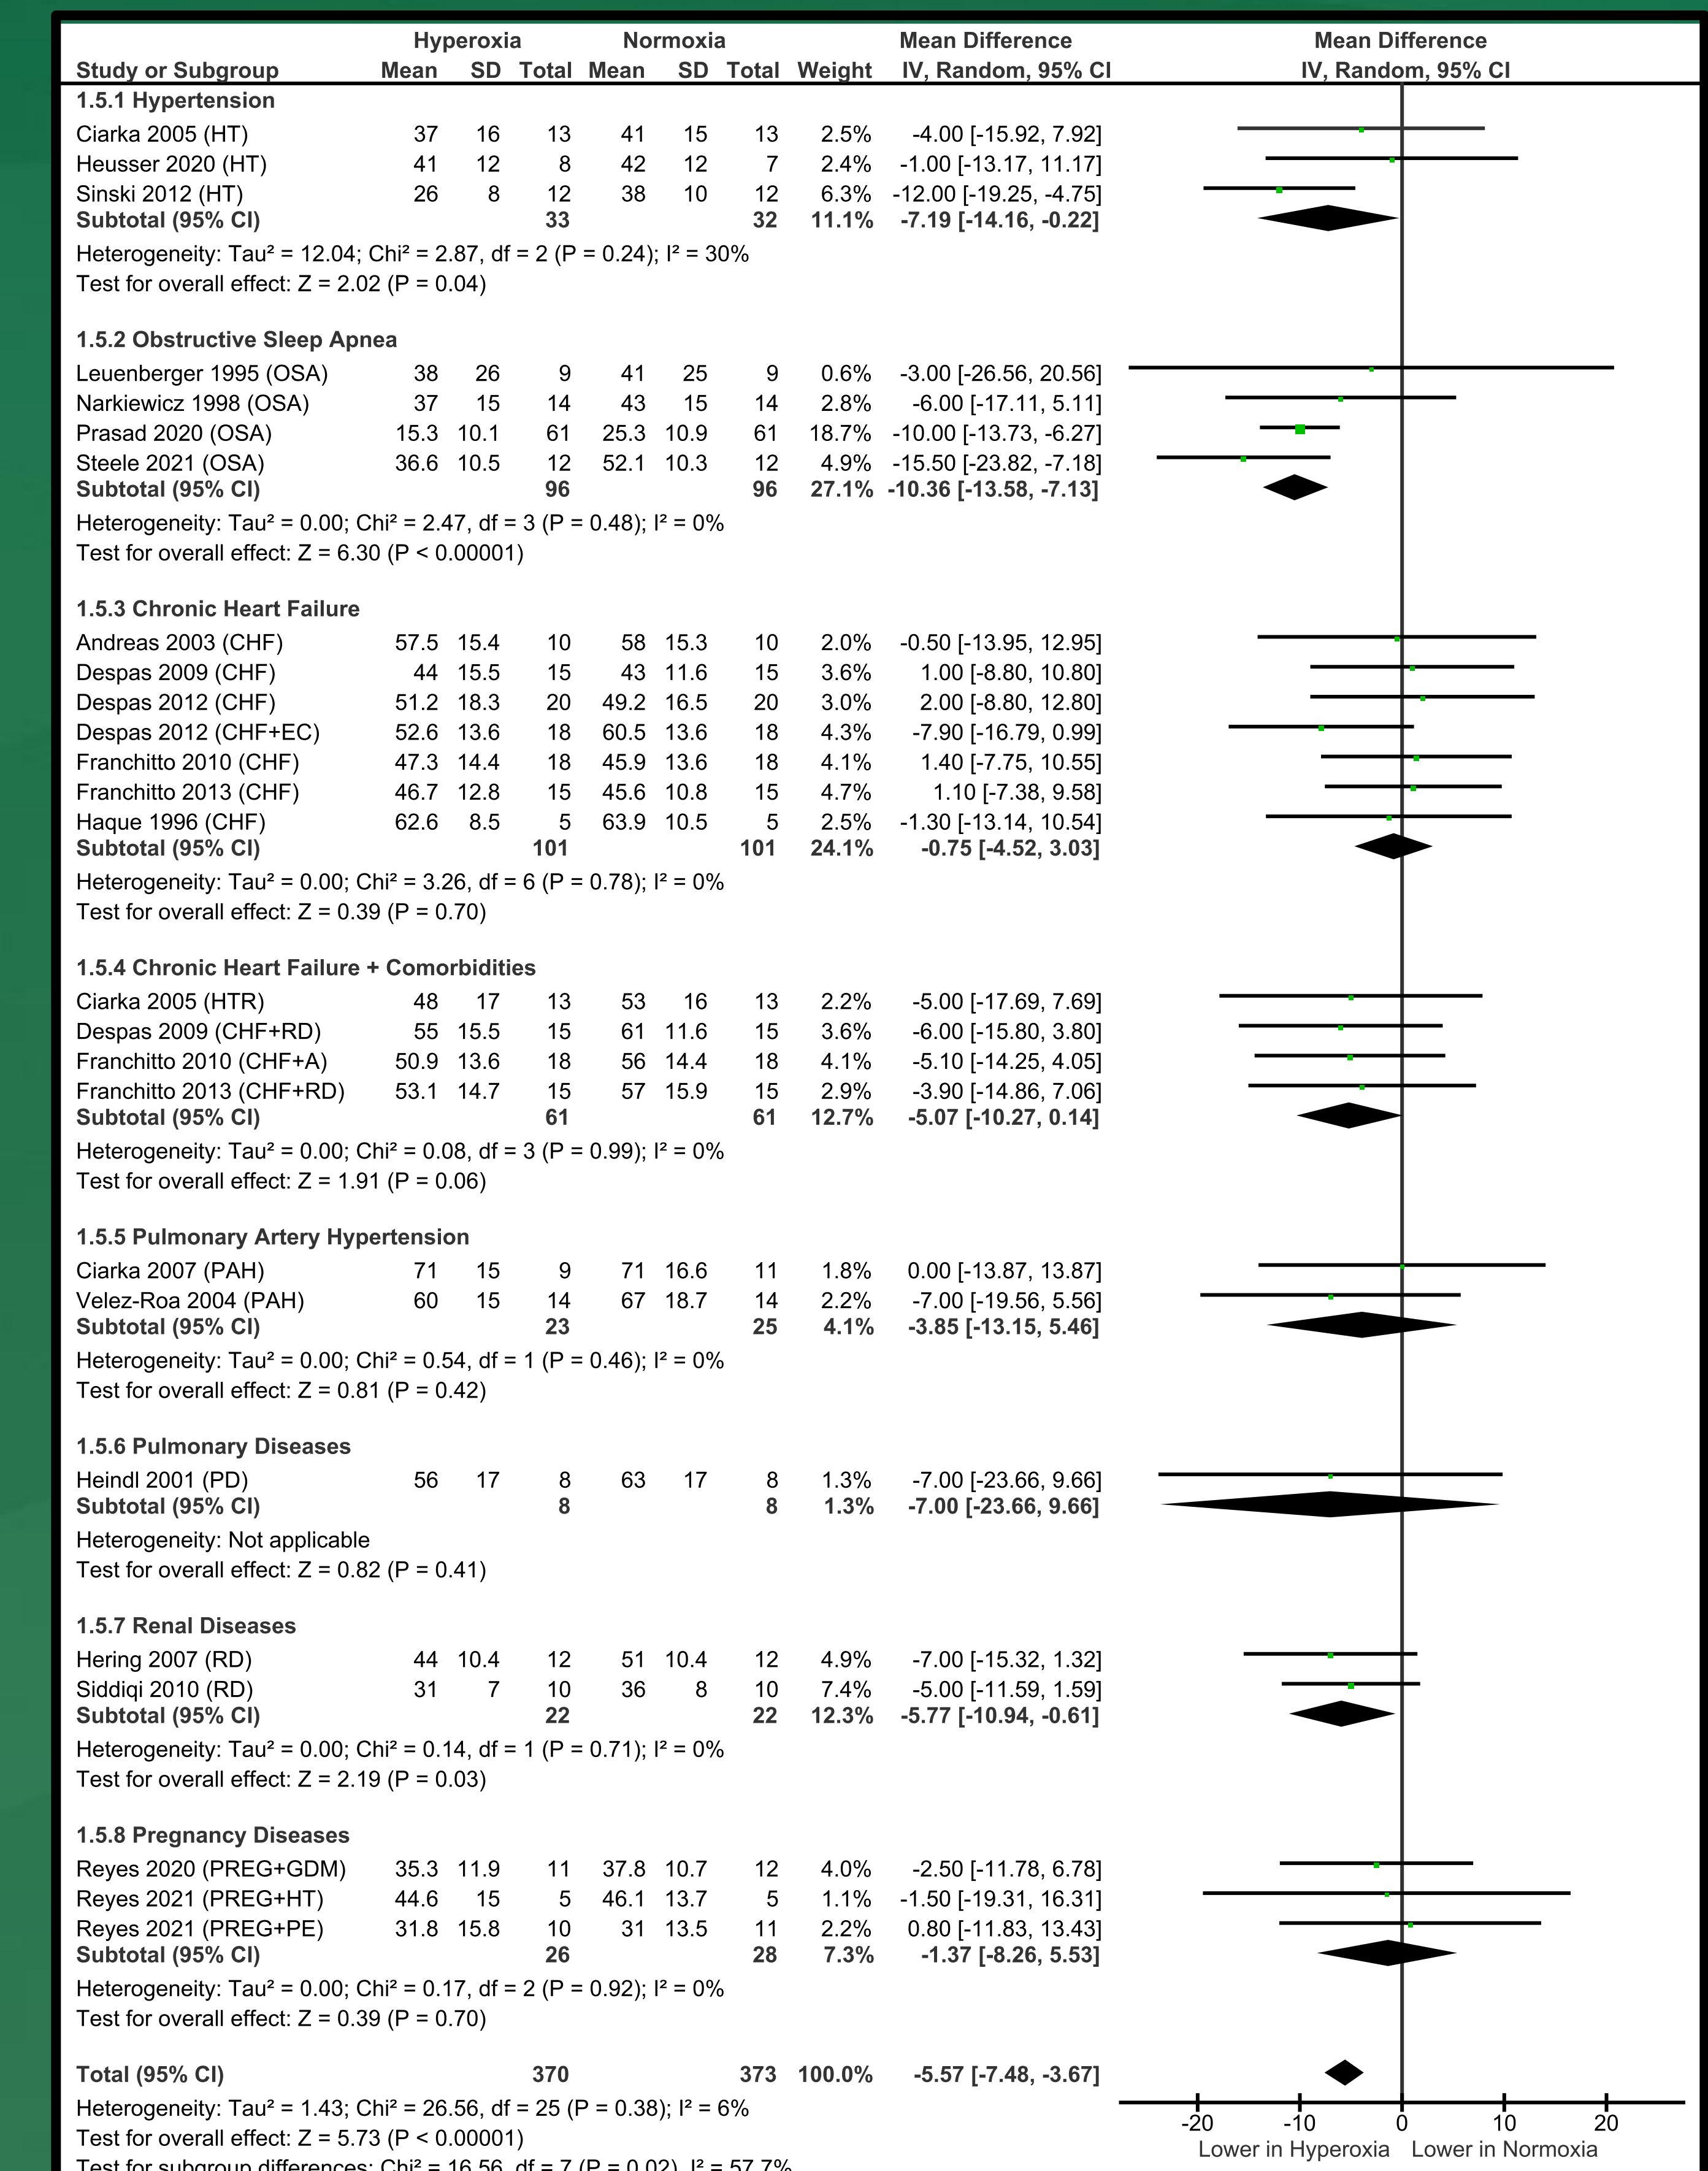 Hyperoxia Normoxia Mean Difference Mean Difference
Study or Subgroup Mean SD Total Mean SD Total Weight IV, Random, 95% CI IV, Random, 95% CI
1.5.1 Hypertension
Ciarka 2005 (HT) 37 16 13 41 15 13 2.5% -4.00 [-15.92, 7.92]
Heusser 2020 (HT) 41 12 8 42 12 7 2.4% -1.00 [-13.17, 11.17]
Sinski 2012 (HT) 26 8 12 38 10 12 6.3% -12.00 [-19.25, -4.75]
Subtotal (95% CI) 33 32 11.1% -7.19 [-14.16, -0.22]
Heterogeneity: Tau² = 12.04; Chi² = 2.87, df = 2 (P = 0.24); I² = 30%
Test for overall effect: Z = 2.02 (P = 0.04)
1.5.2 Obstructive Sleep Apnea
Leuenberger 1995 (OSA) 38 26 9 41 25 9 0.6% -3.00 [-26.56, 20.56]
Narkiewicz 1998 (OSA) 37 15 14 43 15 14 2.8% -6.00 [-17.11, 5.11]
Prasad 2020 (OSA) 15.3 10.1 61 25.3 10.9 61 18.7% -10.00 [-13.73, -6.27]
Steele 2021 (OSA) 36.6 10.5 12 52.1 10.3 12 4.9% -15.50 [-23.82, -7.18]
Subtotal (95% CI) 96 96 27.1% -10.36 [-13.58, -7.13]
Heterogeneity: Tau² = 0.00; Chi² = 2.47, df = 3 (P = 0.48); I² = 0%
Test for overall effect: Z = 6.30 (P < 0.00001)
1.5.3 Chronic Heart Failure
Andreas 2003 (CHF) 57.5 15.4 10 58 15.3 10 2.0% -0.50 [-13.95, 12.95]
Despas 2009 (CHF) 44 15.5 15 43 11.6 15 3.6% 1.00 [-8.80, 10.80]
Despas 2012 (CHF) 51.2 18.3 20 49.2 16.5 20 3.0% 2.00 [-8.80, 12.80]
Despas 2012 (CHF+EC) 52.6 13.6 18 60.5 13.6 18 4.3% -7.90 [-16.79, 0.99]
Franchitto 2010 (CHF) 47.3 14.4 18 45.9 13.6 18 4.1% 1.40 [-7.75, 10.55]
Franchitto 2013 (CHF) 46.7 12.8 15 45.6 10.8 15 4.7% 1.10 [-7.38, 9.58]
Haque 1996 (CHF) 62.6 8.5 5 63.9 10.5 5 2.5% -1.30 [-13.14, 10.54]
Subtotal (95% CI) 101 101 24.1% -0.75 [-4.52, 3.03]
Heterogeneity: Tau² = 0.00; Chi² = 3.26, df = 6 (P = 0.78); I² = 0%
Test for overall effect: Z = 0.39 (P = 0.70)
1.5.4 Chronic Heart Failure + Comorbidities
Ciarka 2005 (HTR) 48 17 13 53 16 13 2.2% -5.00 [-17.69, 7.69]
Despas 2009 (CHF+RD) 55 15.5 15 61 11.6 15 3.6% -6.00 [-15.80, 3.80]
Franchitto 2010 (CHF+A) 50.9 13.6 18 56 14.4 18 4.1% -5.10 [-14.25, 4.05]
Franchitto 2013 (CHF+RD) 53.1 14.7 15 57 15.9 15 2.9% -3.90 [-14.86, 7.06]
Subtotal (95% CI) 61 61 12.7% -5.07 [-10.27, 0.14]
Heterogeneity: Tau² = 0.00; Chi² = 0.08, df = 3 (P = 0.99); I² = 0%
Test for overall effect: Z = 1.91 (P = 0.06)
1.5.5 Pulmonary Artery Hypertension
Ciarka 2007 (PAH) 71 15 9 71 16.6 11 1.8% 0.00 [-13.87, 13.87]
Velez-Roa 2004 (PAH) 60 15 14 67 18.7 14 2.2% -7.00 [-19.56, 5.56]
Subtotal (95% CI) 23 25 4.1% -3.85 [-13.15, 5.46]
Heterogeneity: Tau² = 0.00; Chi² = 0.54, df = 1 (P = 0.46); I² = 0%
Test for overall effect: Z = 0.81 (P = 0.42)
1.5.6 Pulmonary Diseases
Heindl 2001 (PD) 56 17 8 63 17 8 1.3% -7.00 [-23.66, 9.66]
Subtotal (95% CI) 8 8 1.3% -7.00 [-23.66, 9.66]
Heterogeneity: Not applicable
Test for overall effect: Z = 0.82 (P = 0.41)
1.5.7 Renal Diseases
Hering 2007 (RD) 44 10.4 12 51 10.4 12 4.9% -7.00 [-15.32, 1.32]
Siddiqi 2010 (RD) 31 7 10 36 8 10 7.4% -5.00 [-11.59, 1.59]
Subtotal (95% CI) 22 22 12.3% -5.77 [-10.94, -0.61]
Heterogeneity: Tau² = 0.00; Chi² = 0.14, df = 1 (P = 0.71); I² = 0%
Test for overall effect: Z = 2.19 (P = 0.03)
1.5.8 Pregnancy Diseases
Reyes 2020 (PREG+GDM) 35.3 11.9 11 37.8 10.7 12 4.0% -2.50 [-11.78, 6.78]
Reyes 2021 (PREG+HT) 44.6 15 5 46.1 13.7 5 1.1% -1.50 [-19.31, 16.31]
Reyes 2021 (PREG+PE) 31.8 15.8 10 31 13.5 11 2.2% 0.80 [-11.83, 13.43]
Subtotal (95% CI) 26 28 7.3% -1.37 [-8.26, 5.53]
Heterogeneity: Tau² = 0.00; Chi² = 0.17, df = 2 (P = 0.92); I² = 0%
Test for overall effect: Z = 0.39 (P = 0.70)
Total (95% CI) 370 373 100.0% -5.57 [-7.48, -3.67]
Heterogeneity: Tau² = 1.43; Chi² = 26.56, df = 25 (P = 0.38); I² = 6%
-20 -10 0 10 20
Test for overall effect: Z = 5.73 (P < 0.00001)
Lower in Hyperoxia Lower in Normoxia
Test for subgroup differences: Chi² = 16.56, df = 7 (P = 0.02), I² = 57.7%